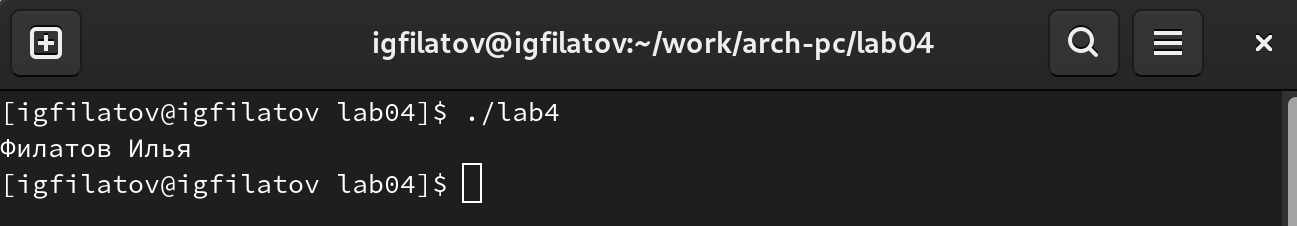 igfilatov@igfilatov:~/work/arch-pc/lab04
[igfilatov@igfilatov lab04]$ ./lab4
Филатов Илья
[igfilatov@igfilatov lab04]$